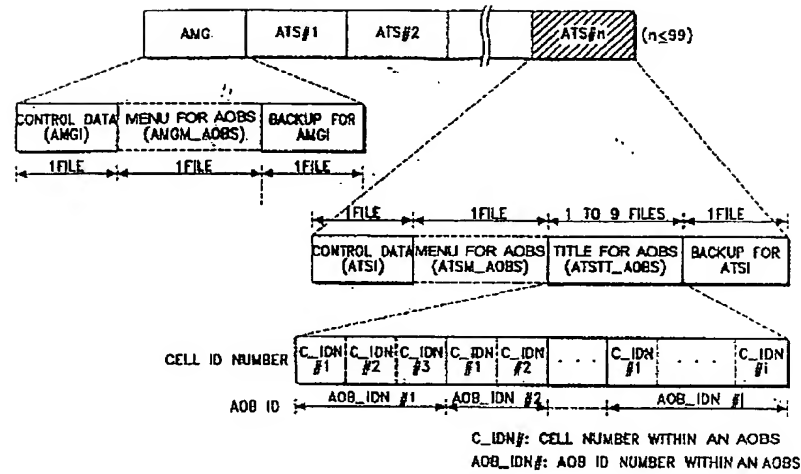 AMG ATS#1 ATS#2 ATS#n (n≤99)
CONTROL DATA (AMGI) MENU FOR AOBS (AMGM_AOBS). BACKUP FOR AMGI
1FILE 1FILE 1FILE
1FILE 1FILE 1 TO 9 FILES 1FILE
CONTROL DATA (ATSI) MENU FOR AOBS (ATSM_AOBS) TITLE FOR AOBS (ATSTT_AOBS) BACKUP FOR ATSI
CELL ID NUMBER C_IDN #1 C_IDN #2 C_IDN #3 C_IDN #1 C_IDN #2 . . . C_IDN #1 . . . C_IDN #i
AOB ID AOB_IDN #1 AOB_IDN #2 AOB_IDN #i
C_IDN#: CELL NUMBER WITHIN AN AOBS
AOB_IDN#: AOB ID NUMBER WITHIN AN AOBS